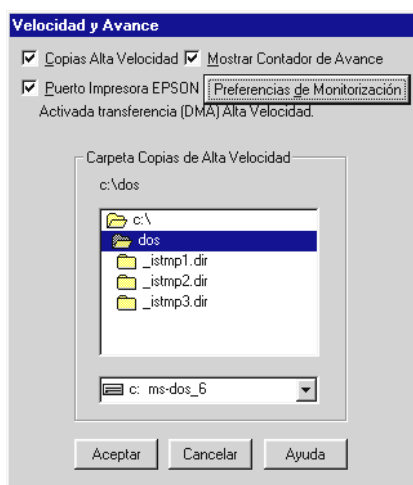 Velocidad y Avance
Copias Alta Velocidad Mostrar Contador de Avance
Puerto Impresora EPSON Preferencias de Monitorización
Activada transferencia (DMA) Alta Velocidad.
Carpeta Copias de Alta Velocidad
c:\dos
c:\
dos
_istmp1.dir
_istmp2.dir
_istmp3.dir
c: ms-dos_6
Aceptar Cancelar Ayuda